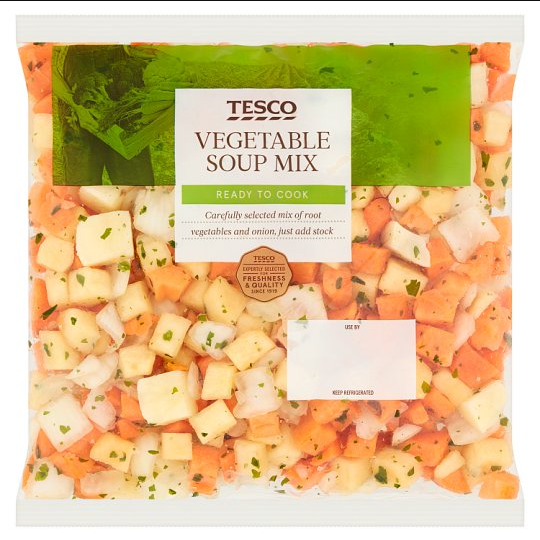 TESCO
VEGETABLE
SOUP MIX
READY TO COOK
Carefully selected mix of root
vegetables and onion, just add stock
TESCO
EXPERTLY SELECTED
FOR
FRESHNESS
& QUALITY
SINCE 1919
USE BY
KEEP REFRIGERATED